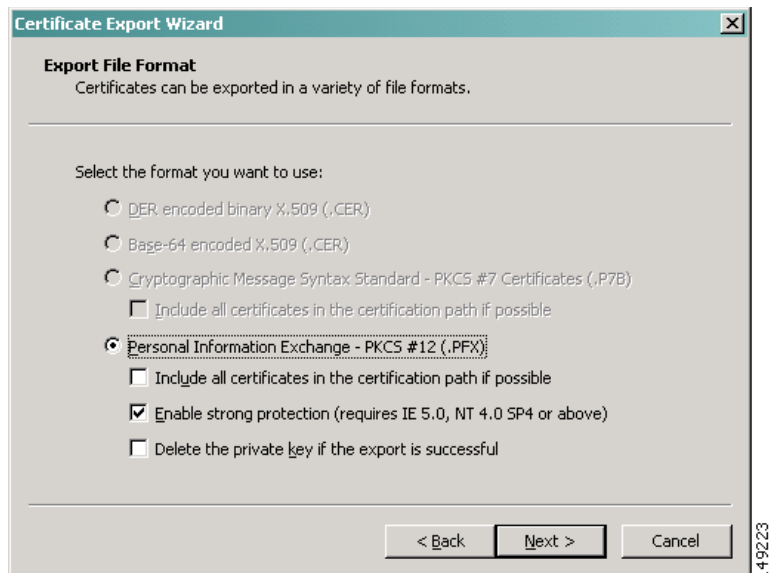 Certificate Export Wizard
Export File Format
Certificates can be exported in a variety of file formats.
Select the format you want to use:
DER encoded binary X.509 (.CER)
Base-64 encoded X.509 (.CER)
Cryptographic Message Syntax Standard - PKCS #7 Certificates (.P7B)
Include all certificates in the certification path if possible
Personal Information Exchange - PKCS #12 (.PFX)
Include all certificates in the certification path if possible
Enable strong protection (requires IE 5.0, NT 4.0 SP4 or above)
Delete the private key if the export is successful
< Back
Next >
Cancel